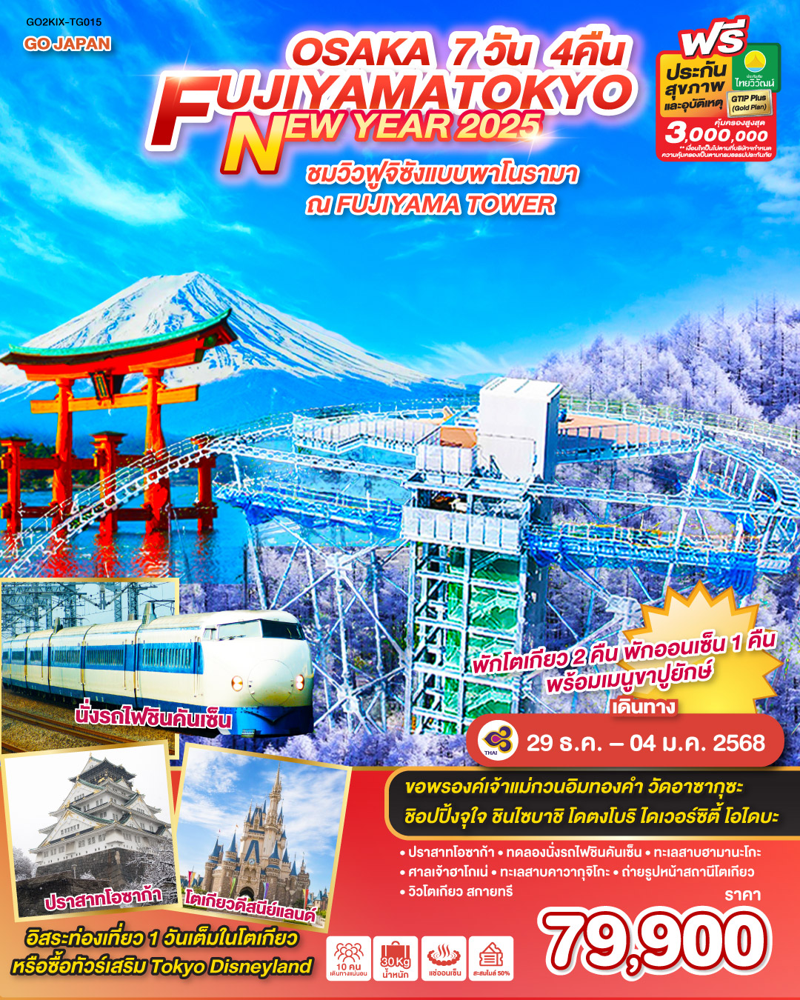 GO2KIX-TG015
GO JAPAN
OSAKA 7 วัน 4คืน
FUJIYAMATOKYO
NEW YEAR 2025
ชมวิวฟูจิซังแบบพาโนรามา
ณ FUJIYAMA TOWER
ฟรี
ประกัน
สุขภาพ
และอุบัติเหตุ
ประกันภัย
ไทยวิวัฒน์
GTIP Plus
(Gold Plan)
คุ้มครองสูงสุด
3,000,000
** เงื่อนไขเป็นไปตามที่บริษัทฯกำหนด
ความคุ้มครองเป็นตามกรมธรรม์ประกันภัย
พักโตเกียว 2 คืน พักออนเซ็น 1 คืน
พร้อมเมนูขาปูยักษ์
เดินทาง
THAI
29 ธ.ค. – 04 ม.ค. 2568
นั่งรถไฟชินคันเซ็น
ขอพรองค์เจ้าแม่กวนอิมทองคำ วัดอาซากุซะ
ช้อปปิ้งจุใจ ชินไซบาชิ โดตงโบริ ไดเวอร์ซิตี้ โอไดบะ
• ปราสาทโอซาก้า • ทดลองนั่งรถไฟชินคันเซ็น • ทะเลสาบฮามานะโกะ
• ศาลเจ้าฮาโกเน่ • ทะเลสาบคาวากุจิโกะ • ถ่ายรูปหน้าสถานีโตเกียว
• วิวโตเกียว สกายทรี
ปราสาทโอซาก้า
โตเกียวดิสนีย์แลนด์
อิสระท่องเที่ยว 1 วันเต็มในโตเกียว
หรือซื้อทัวร์เสริม Tokyo Disneyland
10 คน
เดินทางแน่นอน
30Kg
น้ำหนัก
แช่ออนเซ็น
สะสมไมล์ 50%
ราคา
79,900